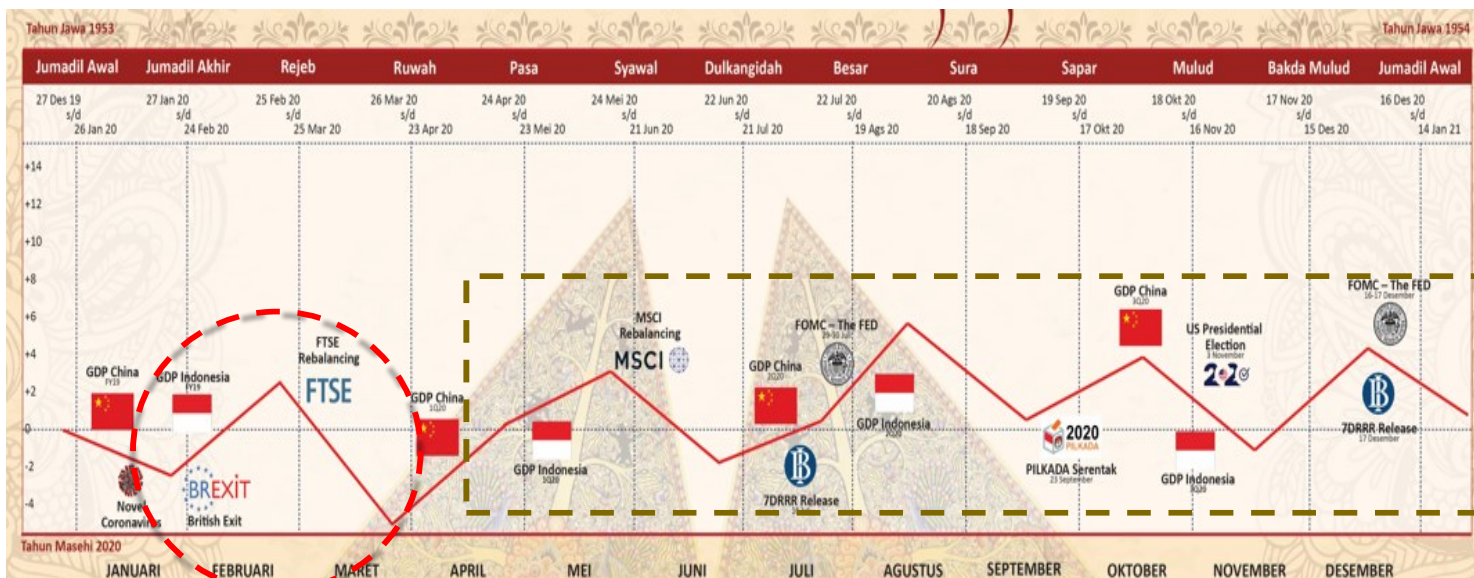 Tahun Jawa 1953
Tahun Jawa 1954
Jumadil Awal
Jumadil Akhir
Rejeb
Ruwah
Pasa
Syawal
Dulkangidah
Besar
Sura
Sapar
Mulud
Bakda Mulud
Jumadil Awal
27 Des 19
s/d
26 Jan 20
27 Jan 20
s/d
24 Feb 20
25 Feb 20
s/d
25 Mar 20
26 Mar 20
s/d
23 Apr 20
24 Apr 20
s/d
23 Mei 20
24 Mei 20
s/d
21 Jun 20
22 Jun 20
s/d
21 Jul 20
22 Jul 20
s/d
19 Ags 20
20 Ags 20
s/d
18 Sep 20
19 Sep 20
s/d
17 Okt 20
18 Okt 20
s/d
16 Nov 20
17 Nov 20
s/d
15 Des 20
16 Des 20
s/d
14 Jan 21
+14
+12
+10
+8
+6
+4
+2
0
-2
-4
GDP China
FY19
Novel
Coronavirus
GDP Indonesia
FY19
BREXIT
British Exit
FTSE
Rebalancing
FTSE
GDP China
1Q20
GDP Indonesia
1Q20
MSCI
Rebalancing
MSCI
GDP China
2Q20
7DRRR Release
FOMC – The FED
29-30 Juli
GDP Indonesia
2Q20
2020
PILKADA
PILKADA Serentak
23 September
GDP China
3Q20
GDP Indonesia
3Q20
US Presidential
Election
3 November
2020
FOMC – The FED
16-17 Desember
7DRRR Release
17 Desember
Tahun Masehi 2020
JANUARI
FEBRUARI
MARET
APRIL
MEI
JUNI
JULI
AGUSTUS
SEPTEMBER
OKTOBER
NOVEMBER
DESEMBER